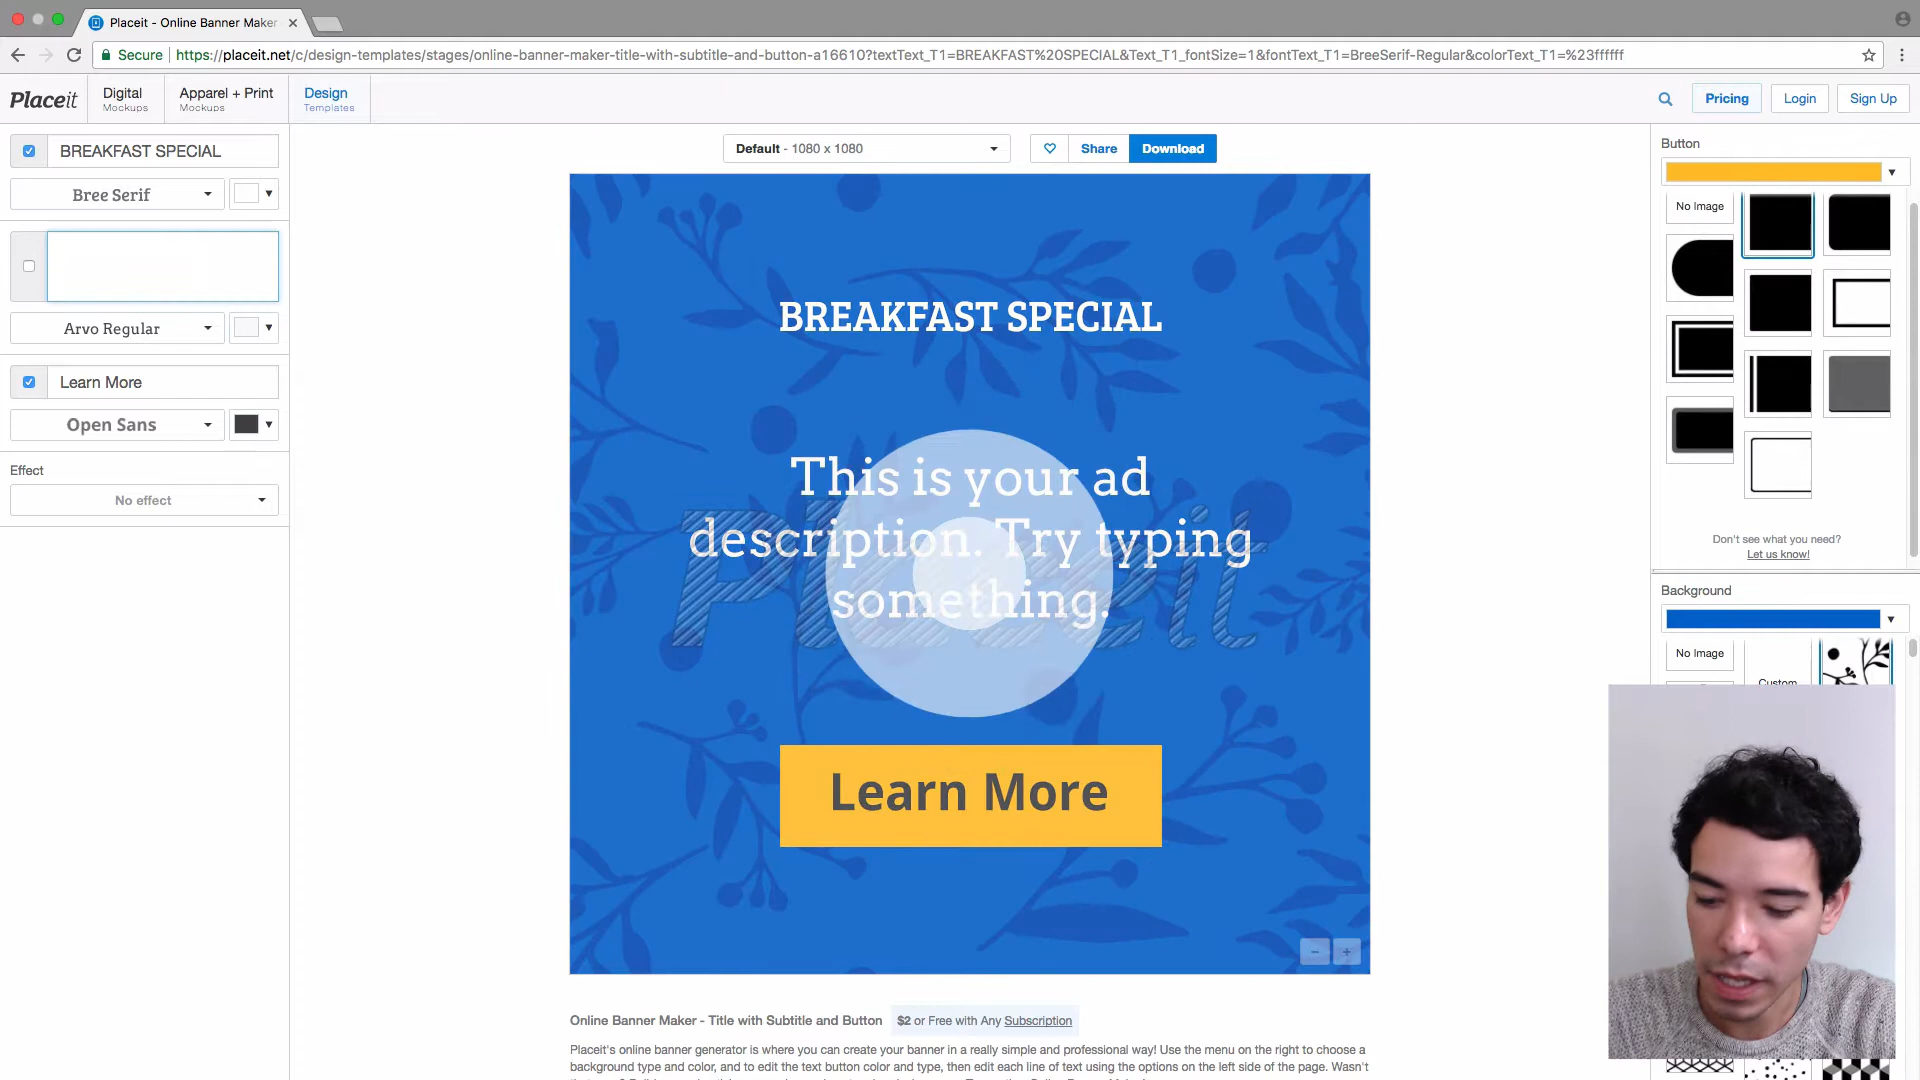 Placeit - Online Banner Maker
Secure https://placeit.net/c/design-templates/stages/online-banner-maker-title-with-subtitle-and-button-a16610?textText_T1=BREAKFAST%20SPECIAL&Text_T1_fontSize=1&fontText_T1=BreeSerif-Regular&colorText_T1=%23ffffff
Placeit
Digital
Mockups
Apparel + Print
Mockups
Design
Templates
Pricing
Login
Sign Up
BREAKFAST SPECIAL
Bree Serif
Arvo Regular
Learn More
Open Sans
Effect
No effect
Default - 1080 x 1080
Share
Download
BREAKFAST SPECIAL
This is your ad
description. Try typing
something.
Placeit
Learn More
Online Banner Maker - Title with Subtitle and Button $2 or Free with Any Subscription
Placeit's online banner generator is where you can create your banner in a really simple and professional way! Use the menu on the right to choose a
background type and color, and to edit the text button color and type, then edit each line of text using the options on the left side of the page. Wasn't
Button
No Image
Don't see what you need?
Let us know!
Background
No Image
Custom